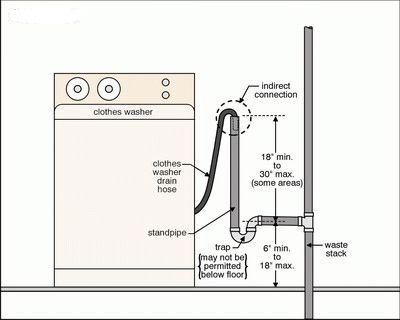 indirect
connection
clothes washer
18" min.
to
30" max.
(some areas)
clothes
washer
drain
hose
standpipe
trap
(may not be
permitted
below floor)
6" min.
to
18" max.
waste
stack